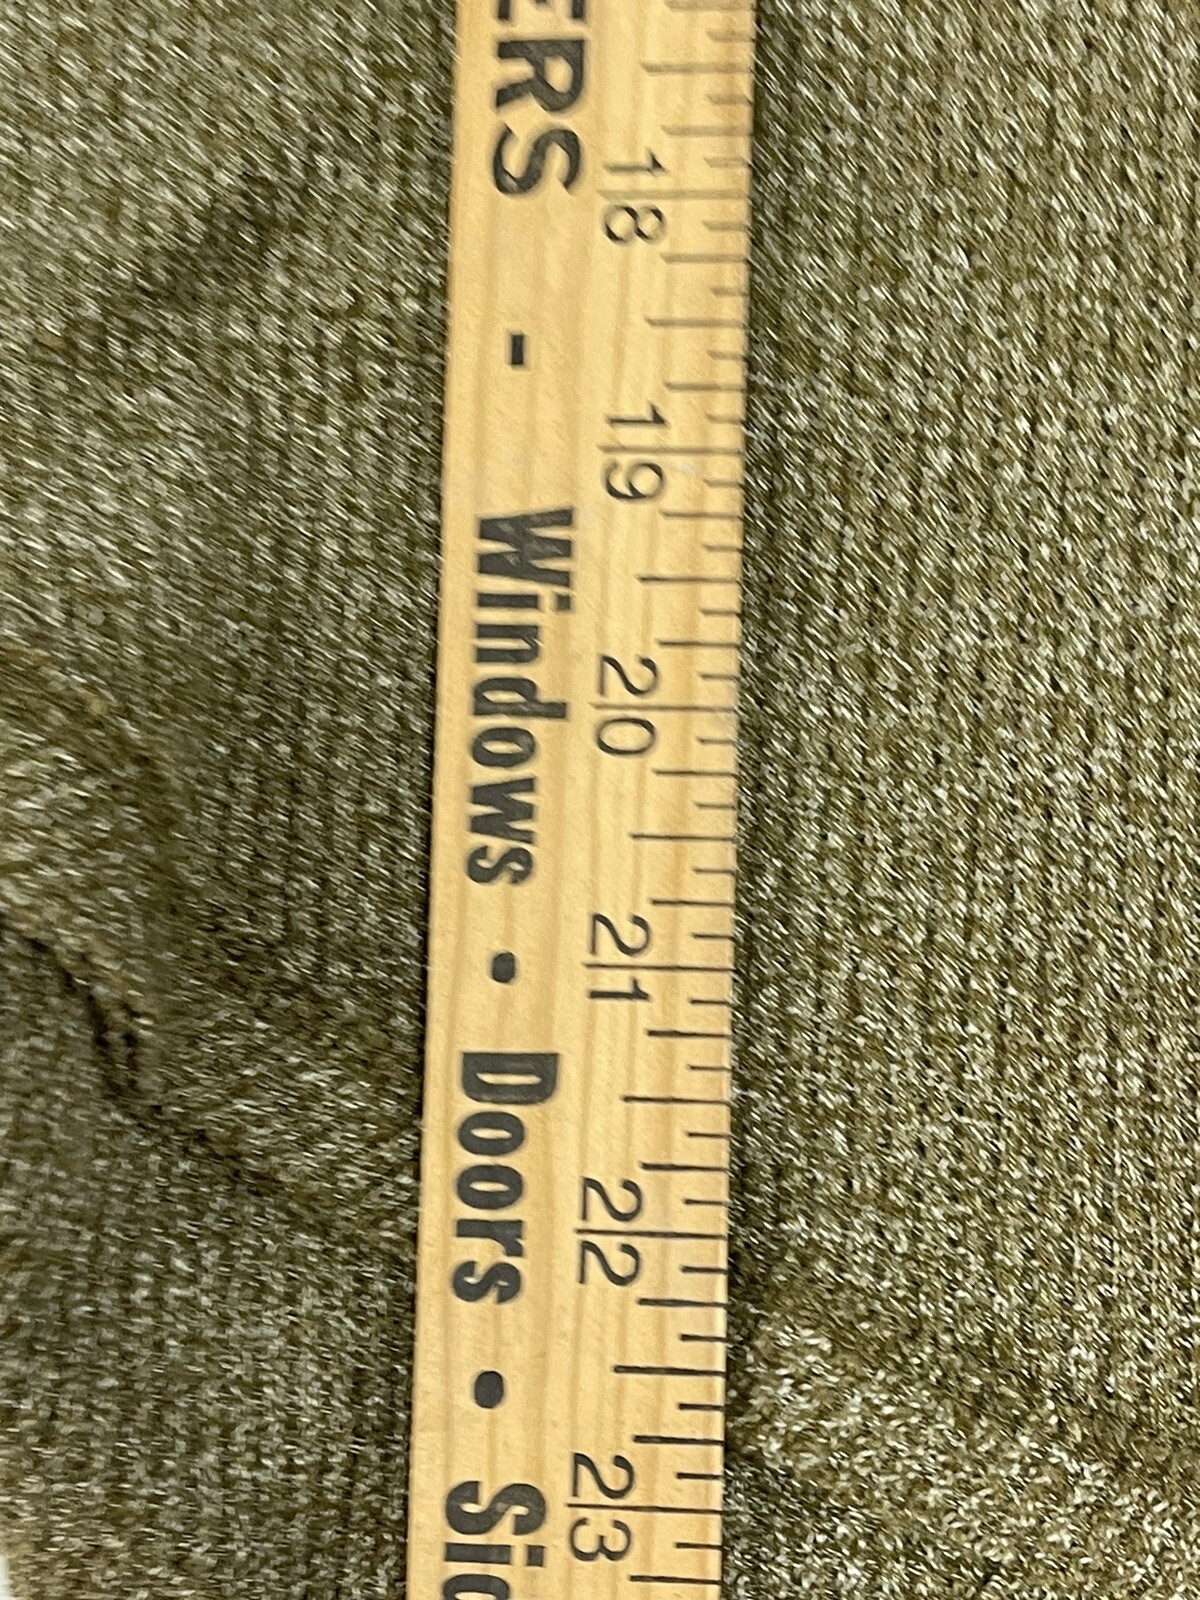 ERS - Windows • Doors • Si
18 19 20 21 22 23